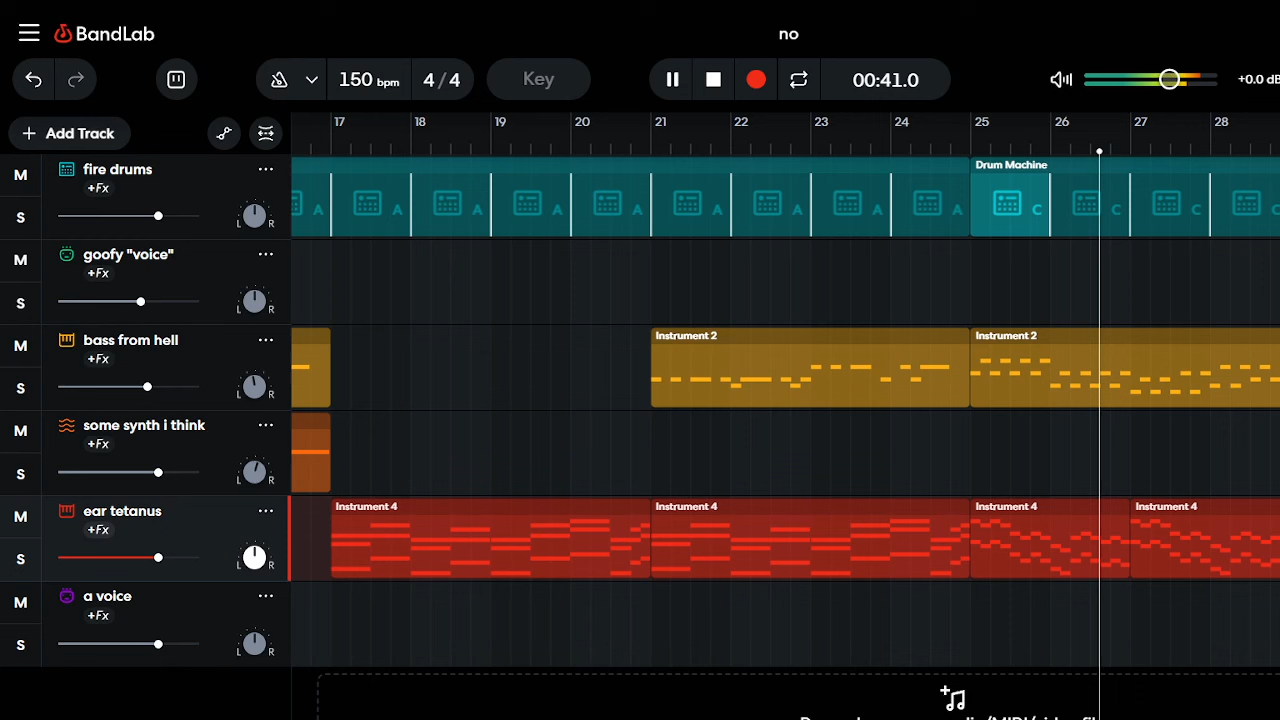 BandLab
no
150 bpm
4/4
Key
00:41.0
+0.0 dB
Add Track
17 18 19 20 21 22 23 24 25 26 27 28
M
S
fire drums
+Fx
L R
A A A A A A A A A
Drum Machine
C C C C
M
S
goofy "voice"
+Fx
L R
M
S
bass from hell
+Fx
L R
Instrument 2
Instrument 2
M
S
some synth i think
+Fx
L R
M
S
ear tetanus
+Fx
L R
Instrument 4
Instrument 4
Instrument 4
Instrument 4
M
S
a voice
+Fx
L R